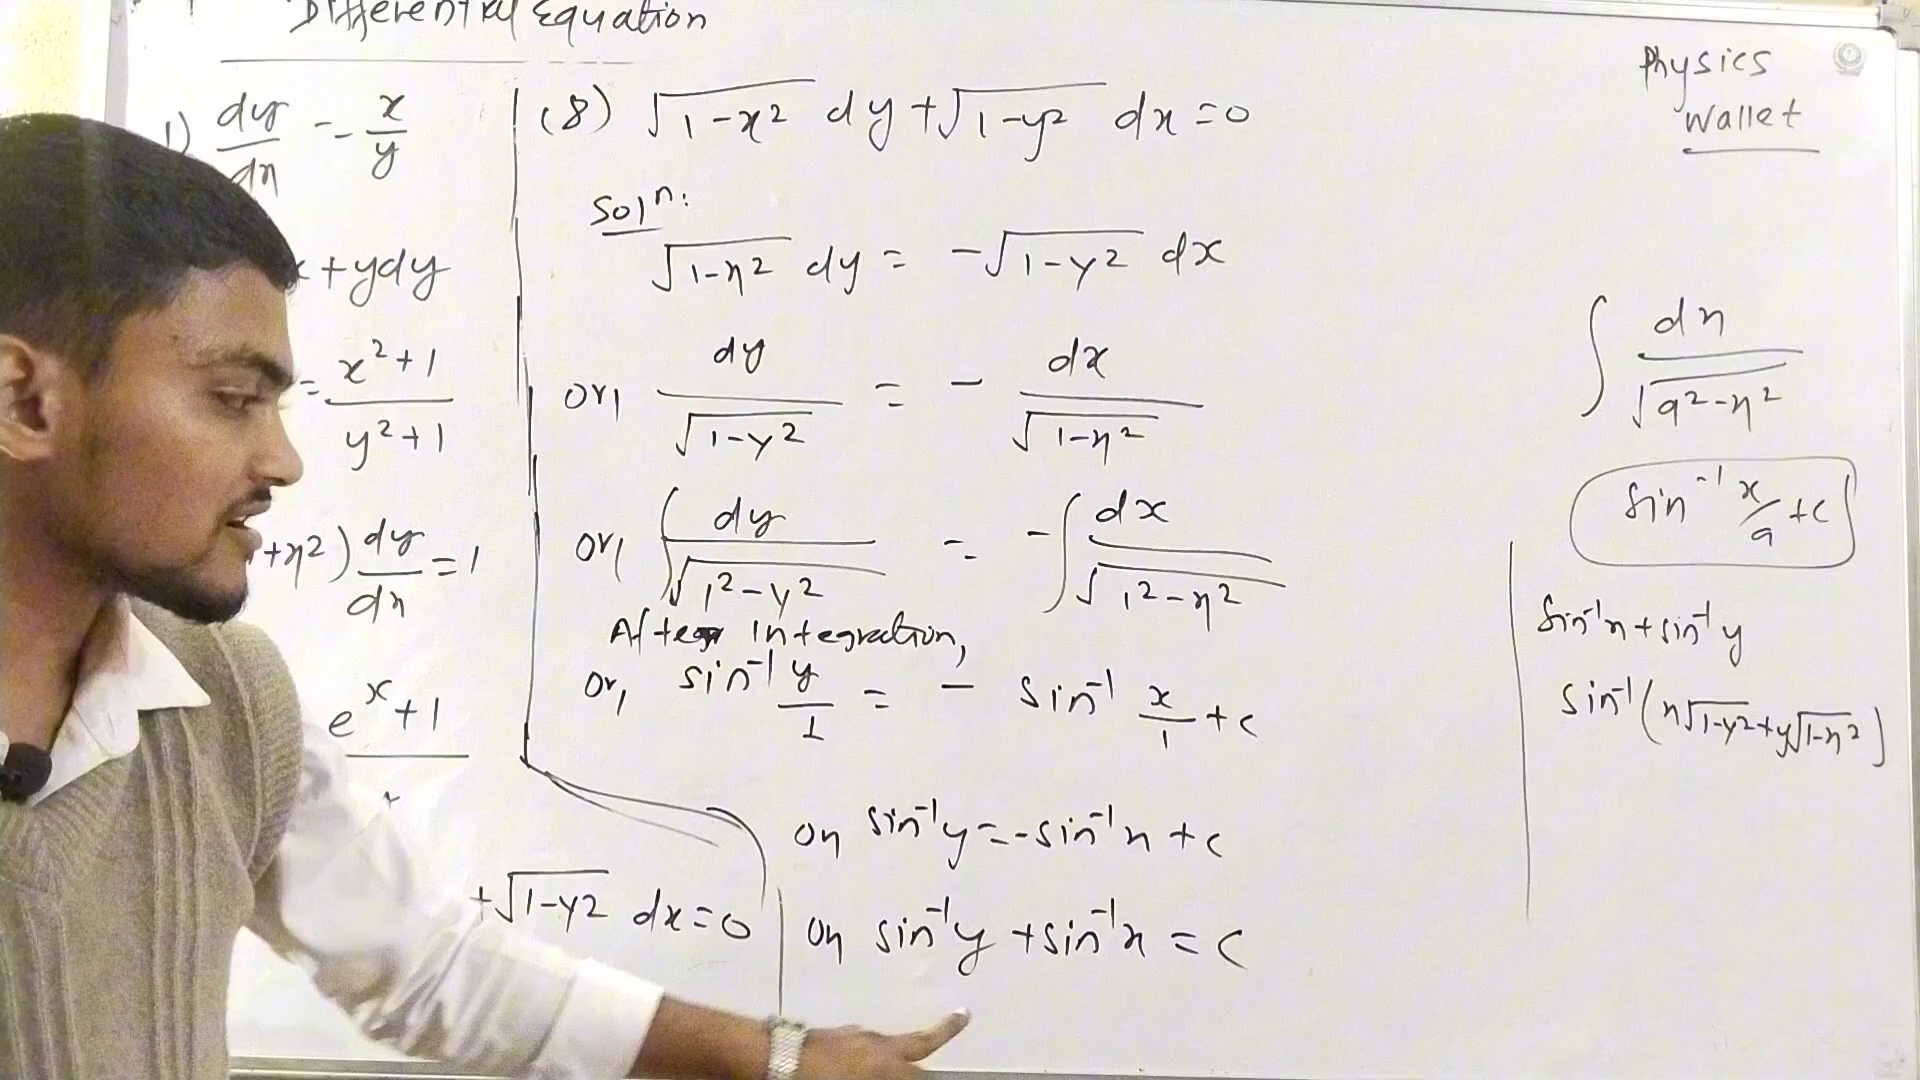 Differential Equation
1) dy/dx = - x/y
x + ydy
= x² + 1 / y² + 1
+x²) dy/dx = 1
eˣ + 1
+ √1-y² dx = 0
(8) √1-x² dy + √1-y² dx = 0
Solⁿ:
√1-x² dy = - √1-y² dx
or, dy / √1-y² = - dx / √1-x²
or, ∫ dy / √1²-y² = - ∫ dx / √1²-x²
After Integration,
or, sin⁻¹ y/1 = - sin⁻¹ x/1 + c
or sin⁻¹y = - sin⁻¹x + c
or sin⁻¹y + sin⁻¹x = c
Physics
Wallet
∫ dx / √a²-x²
sin⁻¹ x/a + c
sin⁻¹x + sin⁻¹y
sin⁻¹(x√1-y² + y√1-x²)